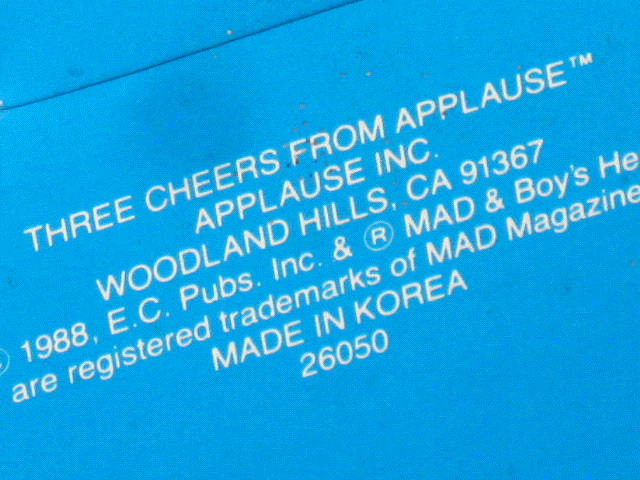 THREE CHEERS FROM APPLAUSE™
APPLAUSE INC.
WOODLAND HILLS, CA 91367
© 1988, E.C. Pubs. Inc. & ® MAD & Boy's
are registered trademarks of MAD Magazine
MADE IN KOREA
26050